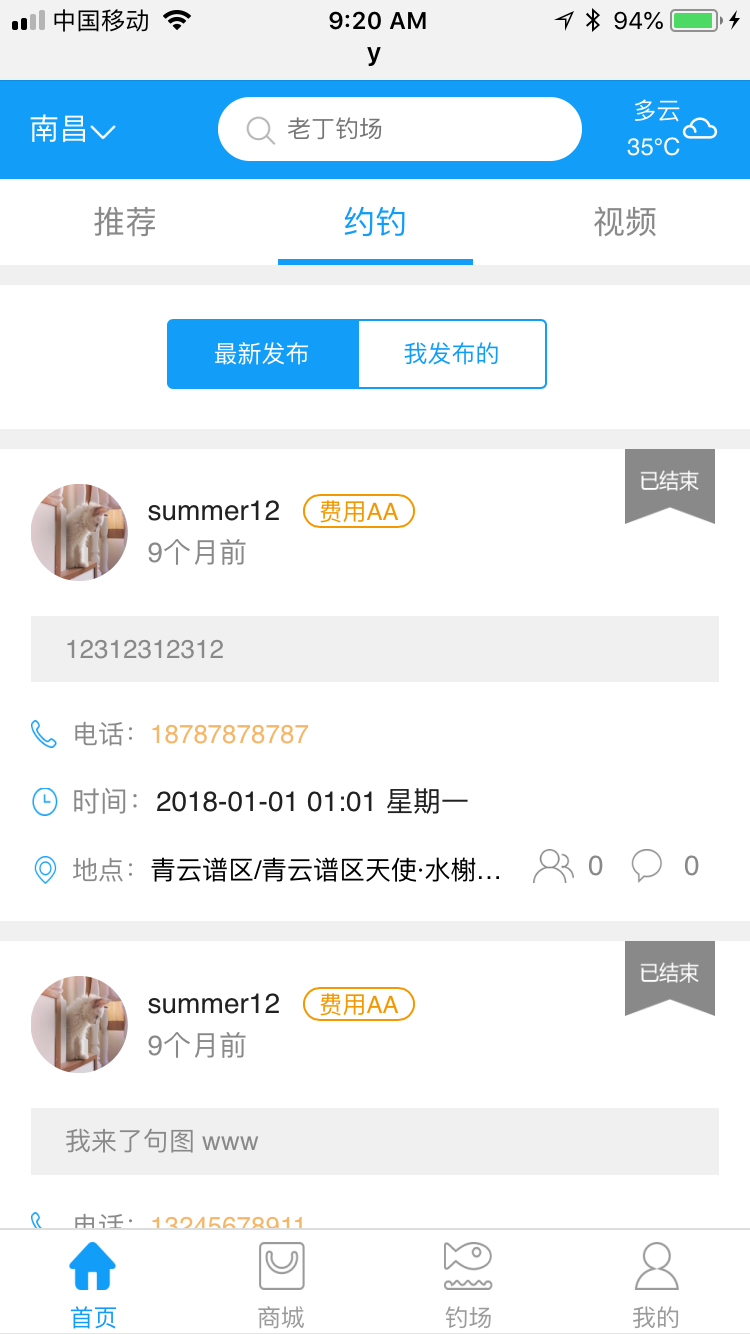 中国移动 9:20 AM 94%
y
南昌 老丁钓场 多云
35°C
推荐 约钓 视频
最新发布 我发布的
已结束
summer12 费用AA
9个月前
12312312312
电话： 18787878787
时间： 2018-01-01 01:01 星期一
地点： 青云谱区/青云谱区天使·水榭... 0 0
已结束
summer12 费用AA
9个月前
我来了句图 www
电话： 13245678911
首页 商城 钓场 我的